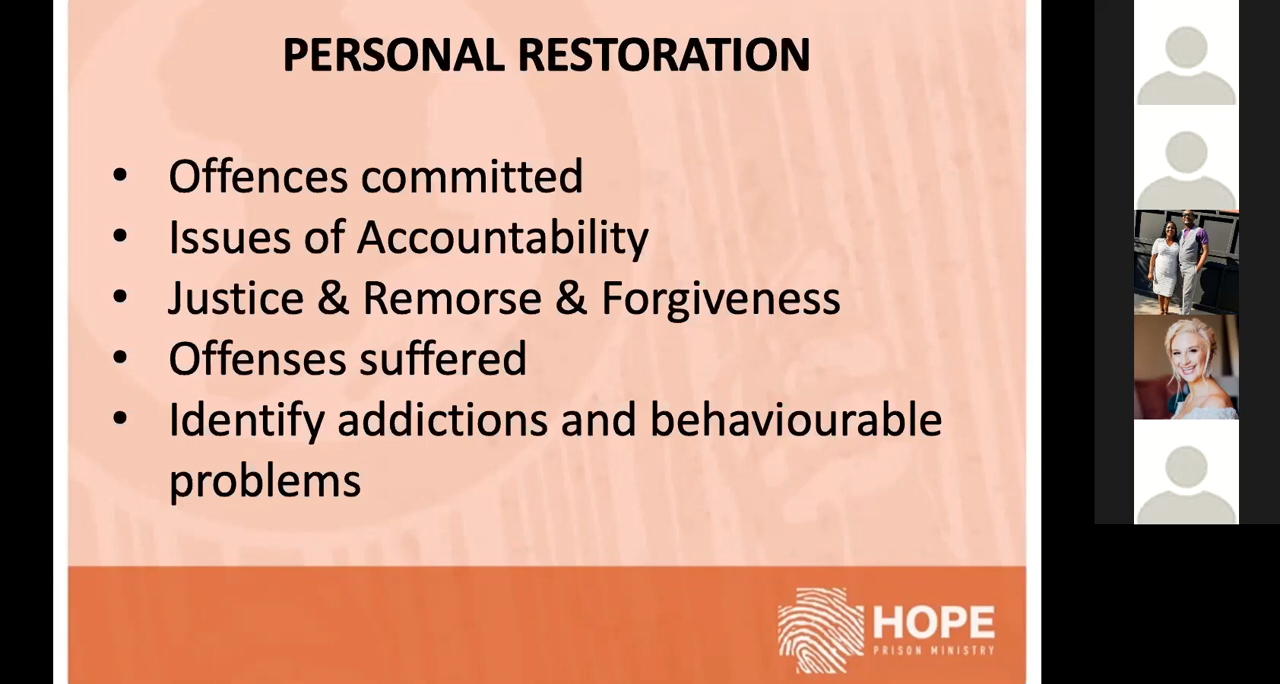 PERSONAL RESTORATION
• Offences committed
• Issues of Accountability
• Justice & Remorse & Forgiveness
• Offenses suffered
• Identify addictions and behaviourable
problems
HOPE
PRISON MINISTRY